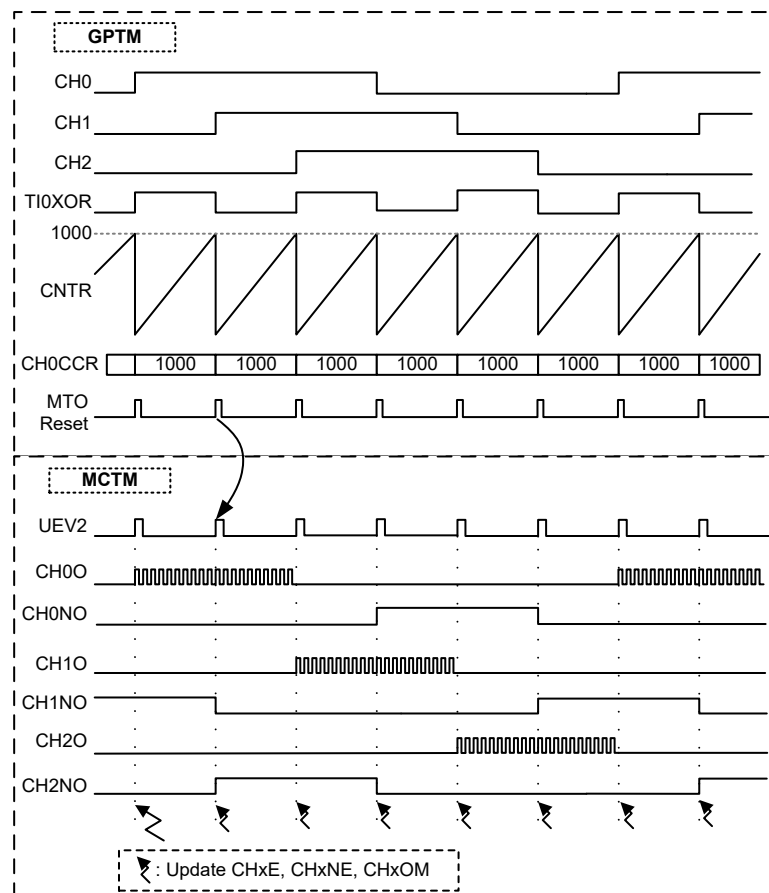 GPTM
CH0
CH1
CH2
TI0XOR
1000
CNTR
CH0CCR 1000 1000 1000 1000 1000 1000 1000 1000
MTO
Reset
MCTM
UEV2
CH0O
CH0NO
CH1O
CH1NO
CH2O
CH2NO
: Update CHxE, CHxNE, CHxOM